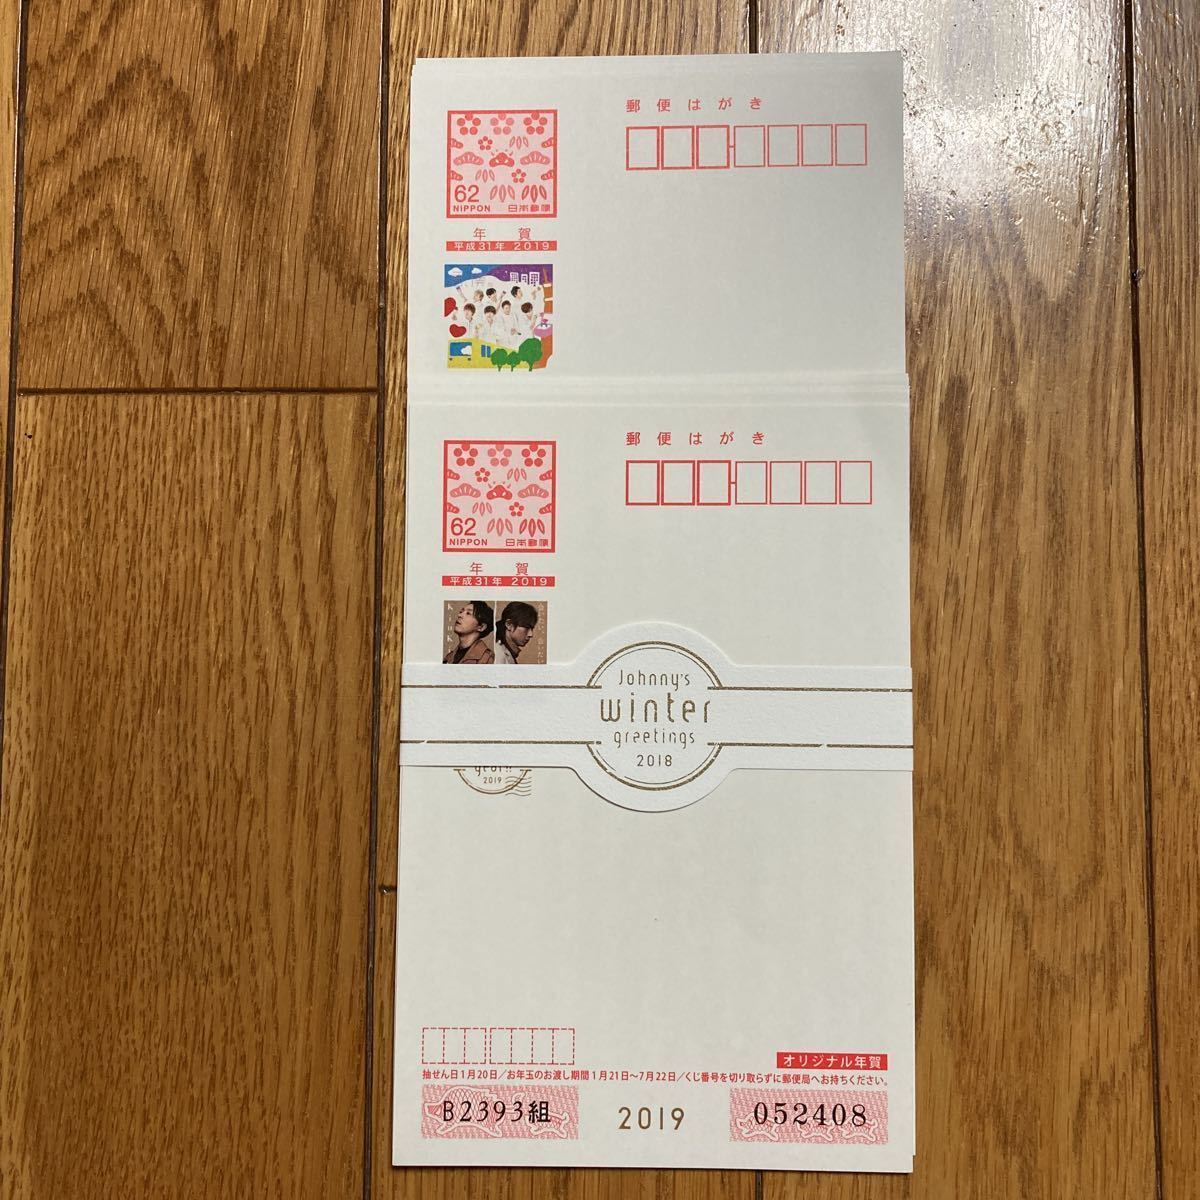 郵便はがき
62
NIPPON 日本郵便
年賀
平成31年 2019
郵便はがき
62
NIPPON 日本郵便
年賀
平成31年 2019
KinKi
Johnny's
winter
greetings
2018
2019
オリジナル年賀
抽せん日1月20日/お年玉のお渡し期間1月21日〜7月22日/くじ番号を切り取らずに郵便局へお持ちください。
B2393組 2019 052408